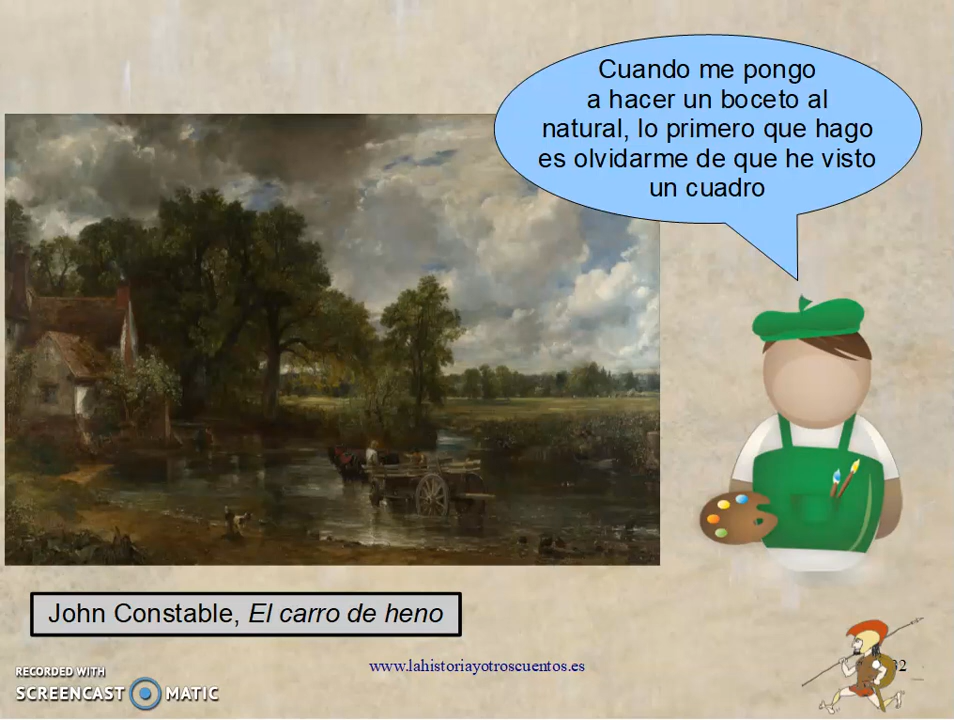 Cuando me pongo
a hacer un boceto al
natural, lo primero que hago
es olvidarme de que he visto
un cuadro
John Constable, El carro de heno
www.lahistoriayotroscuentos.es
32
RECORDED WITH
SCREENCAST MATIC